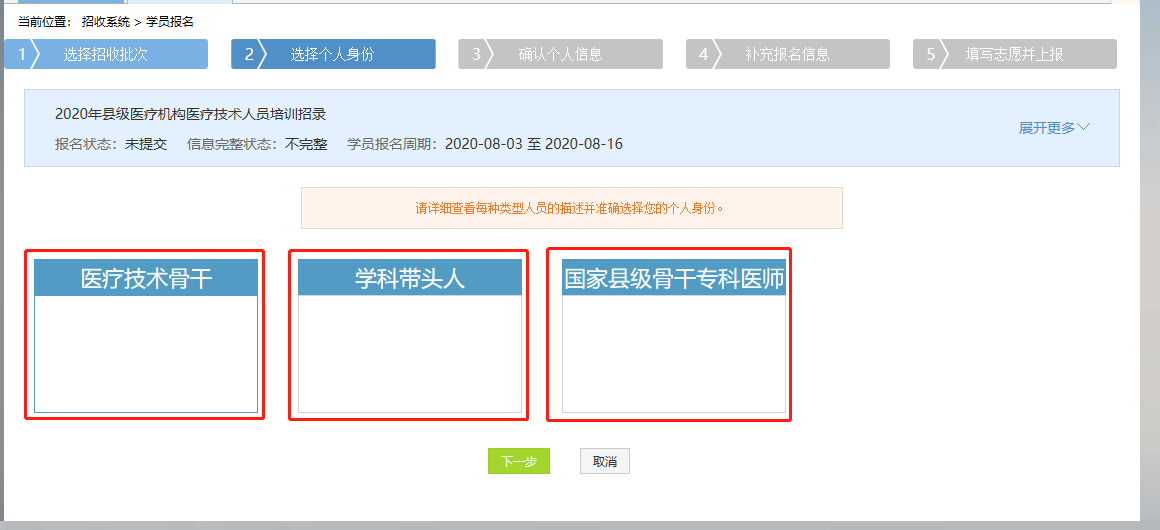 当前位置： 招收系统 > 学员报名
1 选择招收批次 2 选择个人身份 3 确认个人信息 4 补充报名信息 5 填写志愿并上报
2020年县级医疗机构医疗技术人员培训招录
展开更多
报名状态：未提交 信息完整状态：不完整 学员报名周期：2020-08-03 至 2020-08-16
请详细查看每种类型人员的描述并准确选择您的个人身份。
医疗技术骨干 学科带头人 国家县级骨干专科医师
下一步 取消